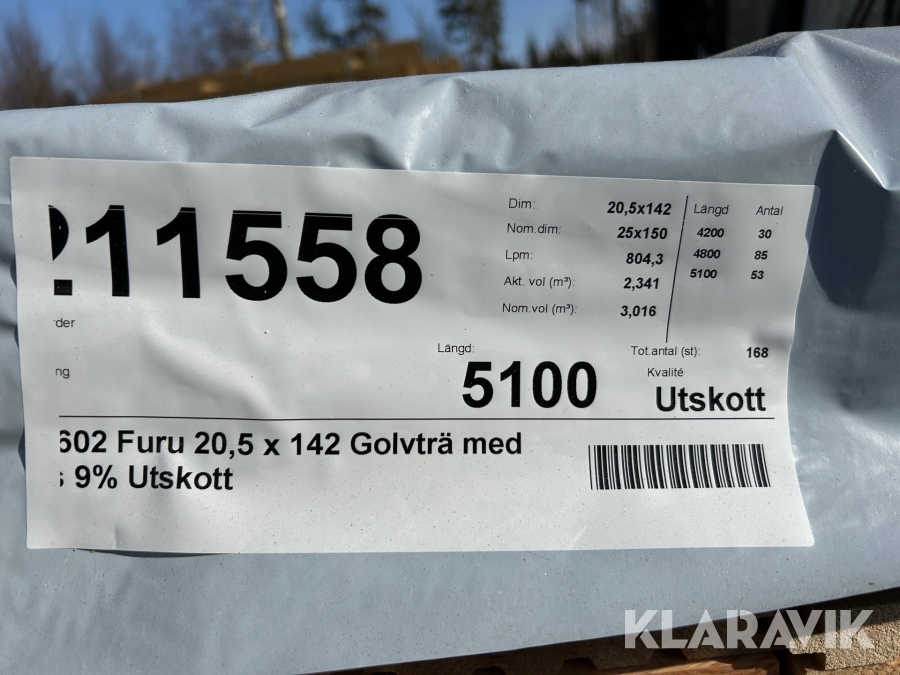 211558
Dim: 20,5x142
Nom.dim: 25x150
Lpm: 804,3
Akt. vol (m³): 2,341
Nom.vol (m³): 3,016
Längd Antal
4200 30
4800 85
5100 53
der
ng
Längd:
5100
Tot.antal (st): 168
Kvalité
Utskott
602 Furu 20,5 x 142 Golvträ med
9% Utskott
KLARAVIK